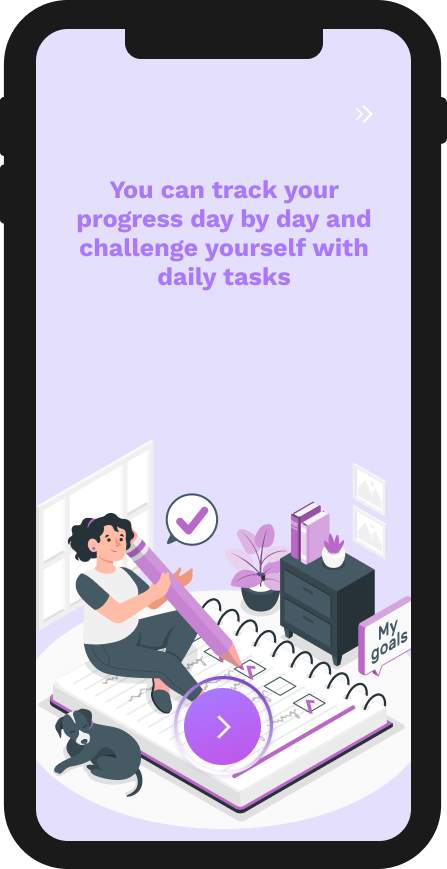 You can track your
progress day by day and
challenge yourself with
daily tasks
My
goals